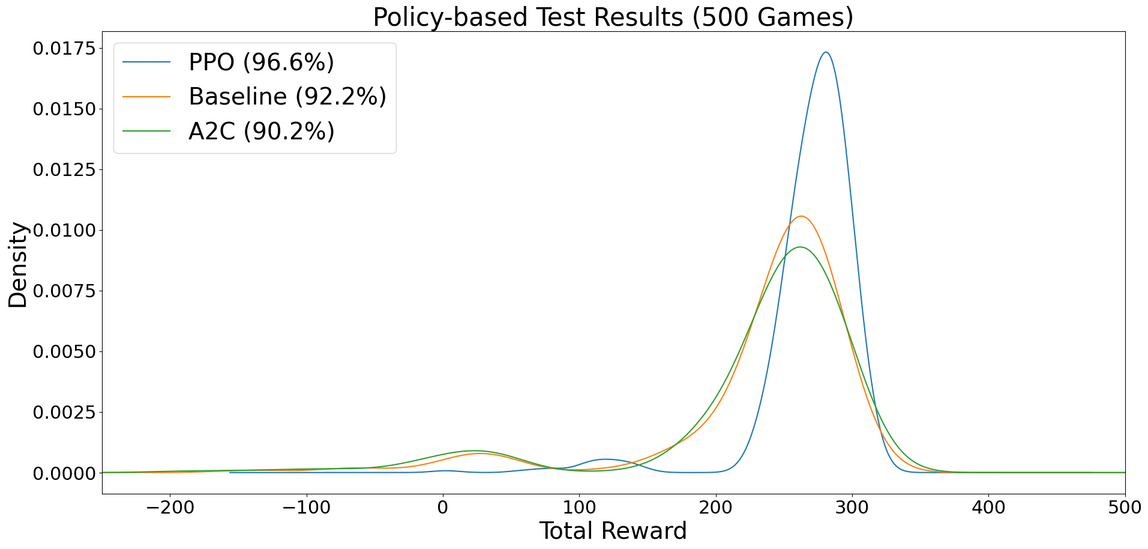 Policy-based Test Results (500 Games)
PPO (96.6%)
Baseline (92.2%)
A2C (90.2%)
Density
0.0175
0.0150
0.0125
0.0100
0.0075
0.0050
0.0025
0.0000
−200
−100
0
100
200
300
400
500
Total Reward